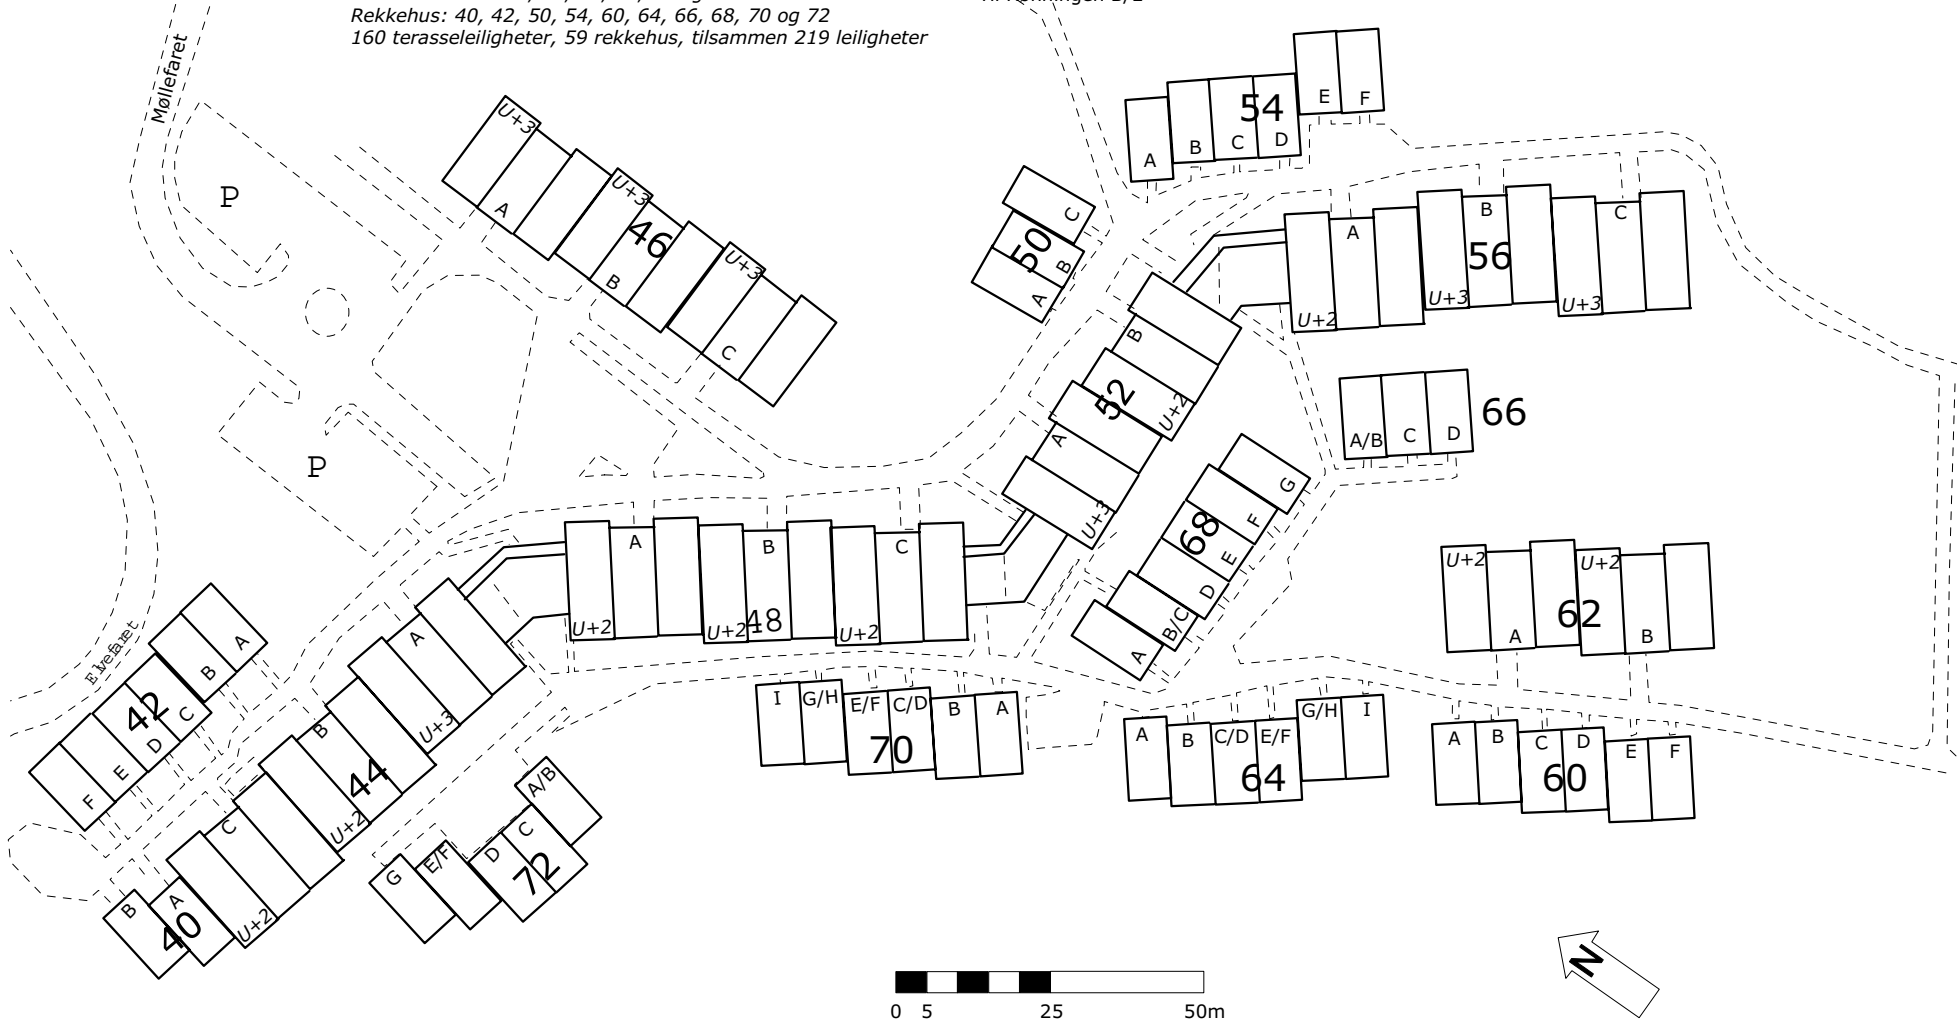 Rekkehus: 40, 42, 50, 54, 60, 64, 66, 68, 70 og 72
160 terasseleiligheter, 59 rekkehus, tilsammen 219 leiligheter
Møllefaret
P
P
Elvefaret
U+3
U+3
U+3
A
46
B
C
A
B
C
54
D
E
F
C
50
B
A
A
B
C
56
U+2
U+3
U+3
B
52
U+2
A
U+3
A/B
C
D
66
G
F
68
E
D
B/C
A
A
B
C
U+2
U+2
48
U+2
U+2
U+2
62
A
B
A
B
42
C
D
E
F
A
B
44
C
U+3
U+2
U+2
B
A
40
A/B
C
D
72
E/F
G
I
G/H
E/F
C/D
B
A
70
A
B
C/D
E/F
G/H
I
64
A
B
C
D
E
F
60
N
0 5 25 50m